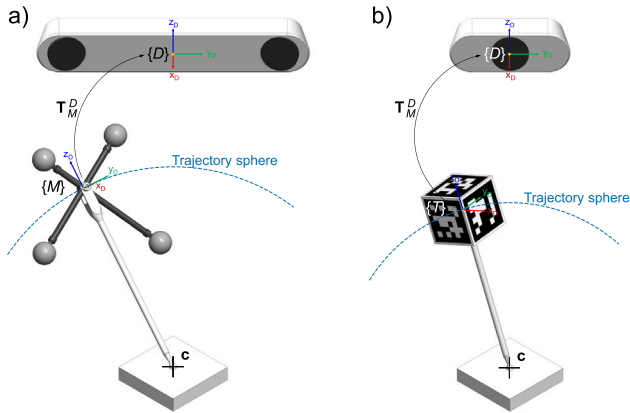 a)
z_D
{D}
y_D
x_D
T_M^D
z_D
y_D
{M}
x_D
Trajectory sphere
c
b)
z_D
{D}
y_D
x_D
T_M^D
{T}
Trajectory sphere
c